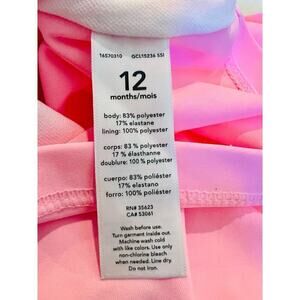 16570310 GCL15236 SSI
12
months/mois
body: 83% polyester
17% elastane
lining: 100% polyester
corps: 83 % polyester
17 % élasthanne
doublure: 100 % polyester
cuerpo: 83% poliéster
17% elastano
forro: 100% poliéster
RN# 35623
CA# 53061
Wash before use.
Turn garment inside out.
Machine wash cold
with like colors. Use only
non-chlorine bleach
when needed. Line dry.
Do not iron.